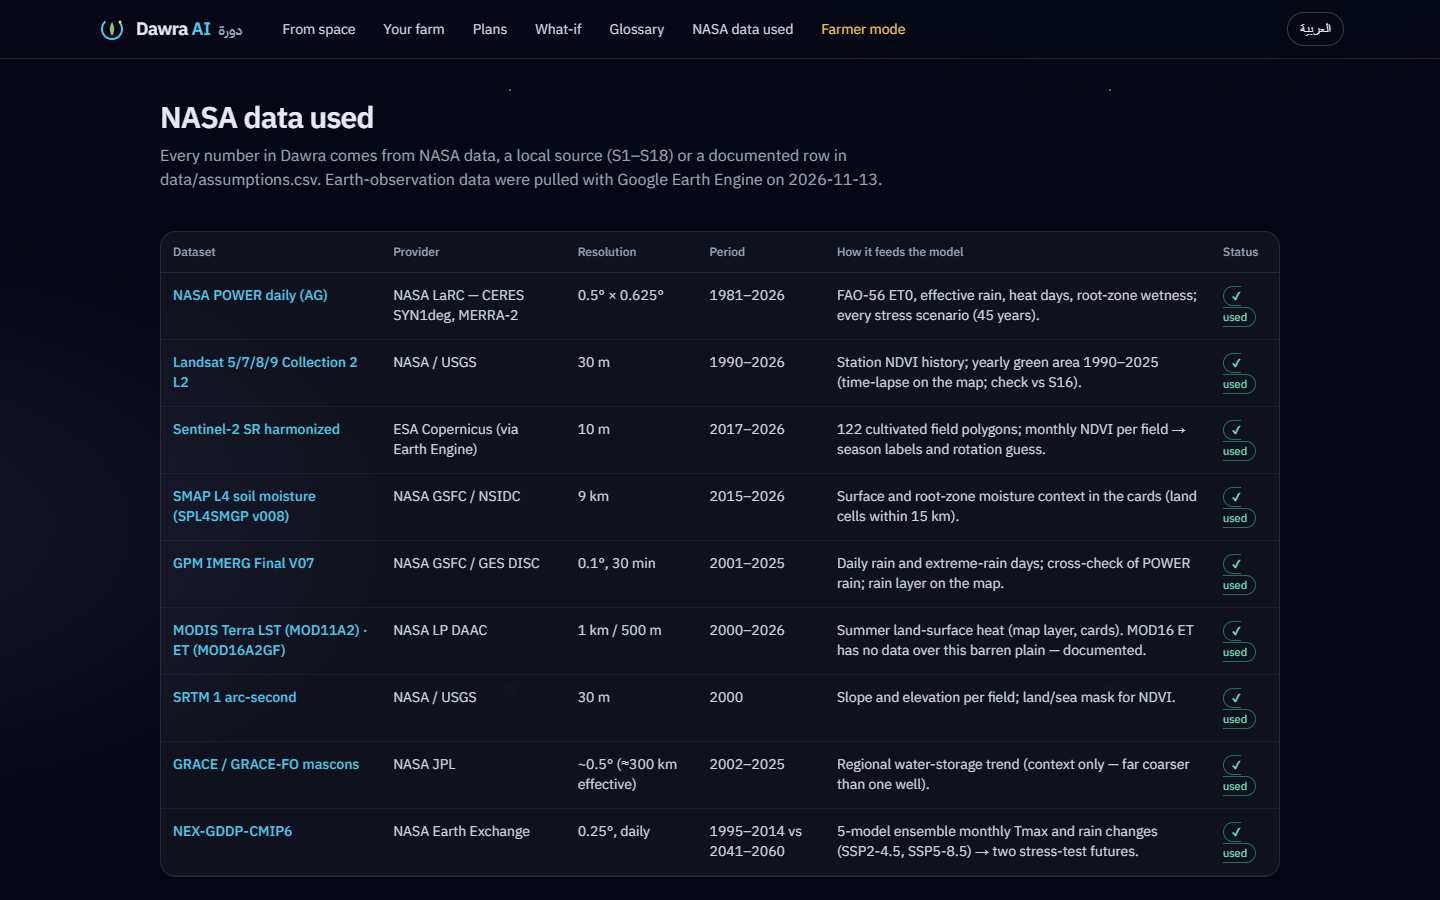 Dawra AI دورة
From space
Your farm
Plans
What-if
Glossary
NASA data used
Farmer mode
العربية
NASA data used
Every number in Dawra comes from NASA data, a local source (S1–S18) or a documented row in
data/assumptions.csv. Earth-observation data were pulled with Google Earth Engine on 2026-11-13.
Dataset
Provider
Resolution
Period
How it feeds the model
Status
NASA POWER daily (AG)
NASA LaRC — CERES
SYN1deg, MERRA-2
0.5° × 0.625°
1981–2026
FAO-56 ET0, effective rain, heat days, root-zone wetness;
every stress scenario (45 years).
✓
used
Landsat 5/7/8/9 Collection 2
L2
NASA / USGS
30 m
1990–2026
Station NDVI history; yearly green area 1990–2025
(time-lapse on the map; check vs S16).
✓
used
Sentinel-2 SR harmonized
ESA Copernicus (via
Earth Engine)
10 m
2017–2026
122 cultivated field polygons; monthly NDVI per field →
season labels and rotation guess.
✓
used
SMAP L4 soil moisture
(SPL4SMGP v008)
NASA GSFC / NSIDC
9 km
2015–2026
Surface and root-zone moisture context in the cards (land
cells within 15 km).
✓
used
GPM IMERG Final V07
NASA GSFC / GES DISC
0.1°, 30 min
2001–2025
Daily rain and extreme-rain days; cross-check of POWER
rain; rain layer on the map.
✓
used
MODIS Terra LST (MOD11A2) ·
ET (MOD16A2GF)
NASA LP DAAC
1 km / 500 m
2000–2026
Summer land-surface heat (map layer, cards). MOD16 ET
has no data over this barren plain — documented.
✓
used
SRTM 1 arc-second
NASA / USGS
30 m
2000
Slope and elevation per field; land/sea mask for NDVI.
✓
used
GRACE / GRACE-FO mascons
NASA JPL
~0.5° (≈300 km
effective)
2002–2025
Regional water-storage trend (context only — far coarser
than one well).
✓
used
NEX-GDDP-CMIP6
NASA Earth Exchange
0.25°, daily
1995–2014 vs
2041–2060
5-model ensemble monthly Tmax and rain changes
(SSP2-4.5, SSP5-8.5) → two stress-test futures.
✓
used